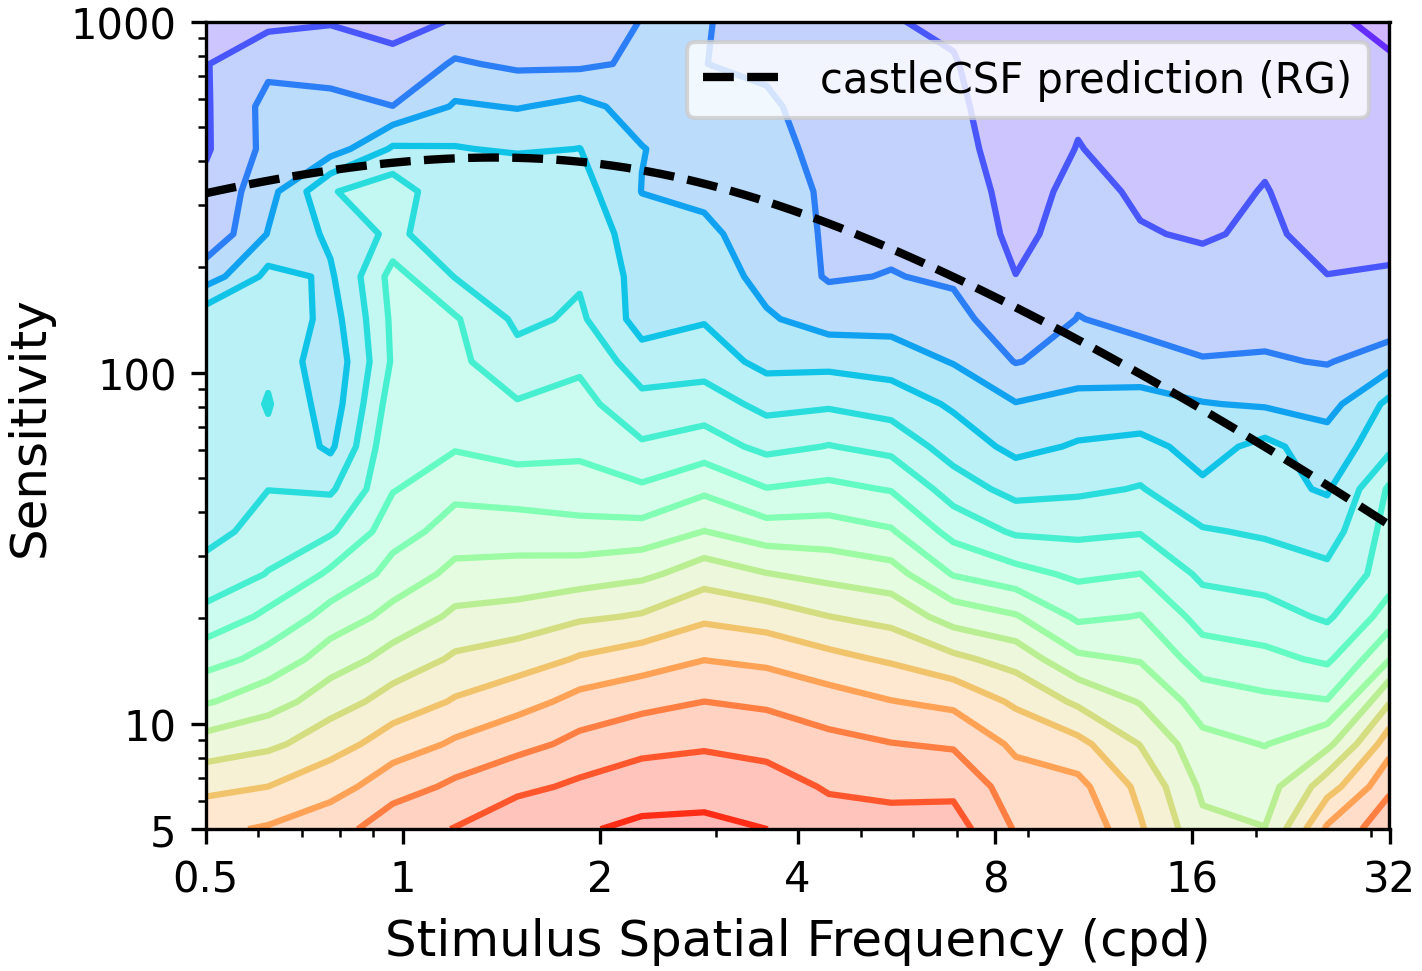 1000
100
10
5
Sensitivity
castleCSF prediction (RG)
0.5 1 2 4 8 16 32
Stimulus Spatial Frequency (cpd)